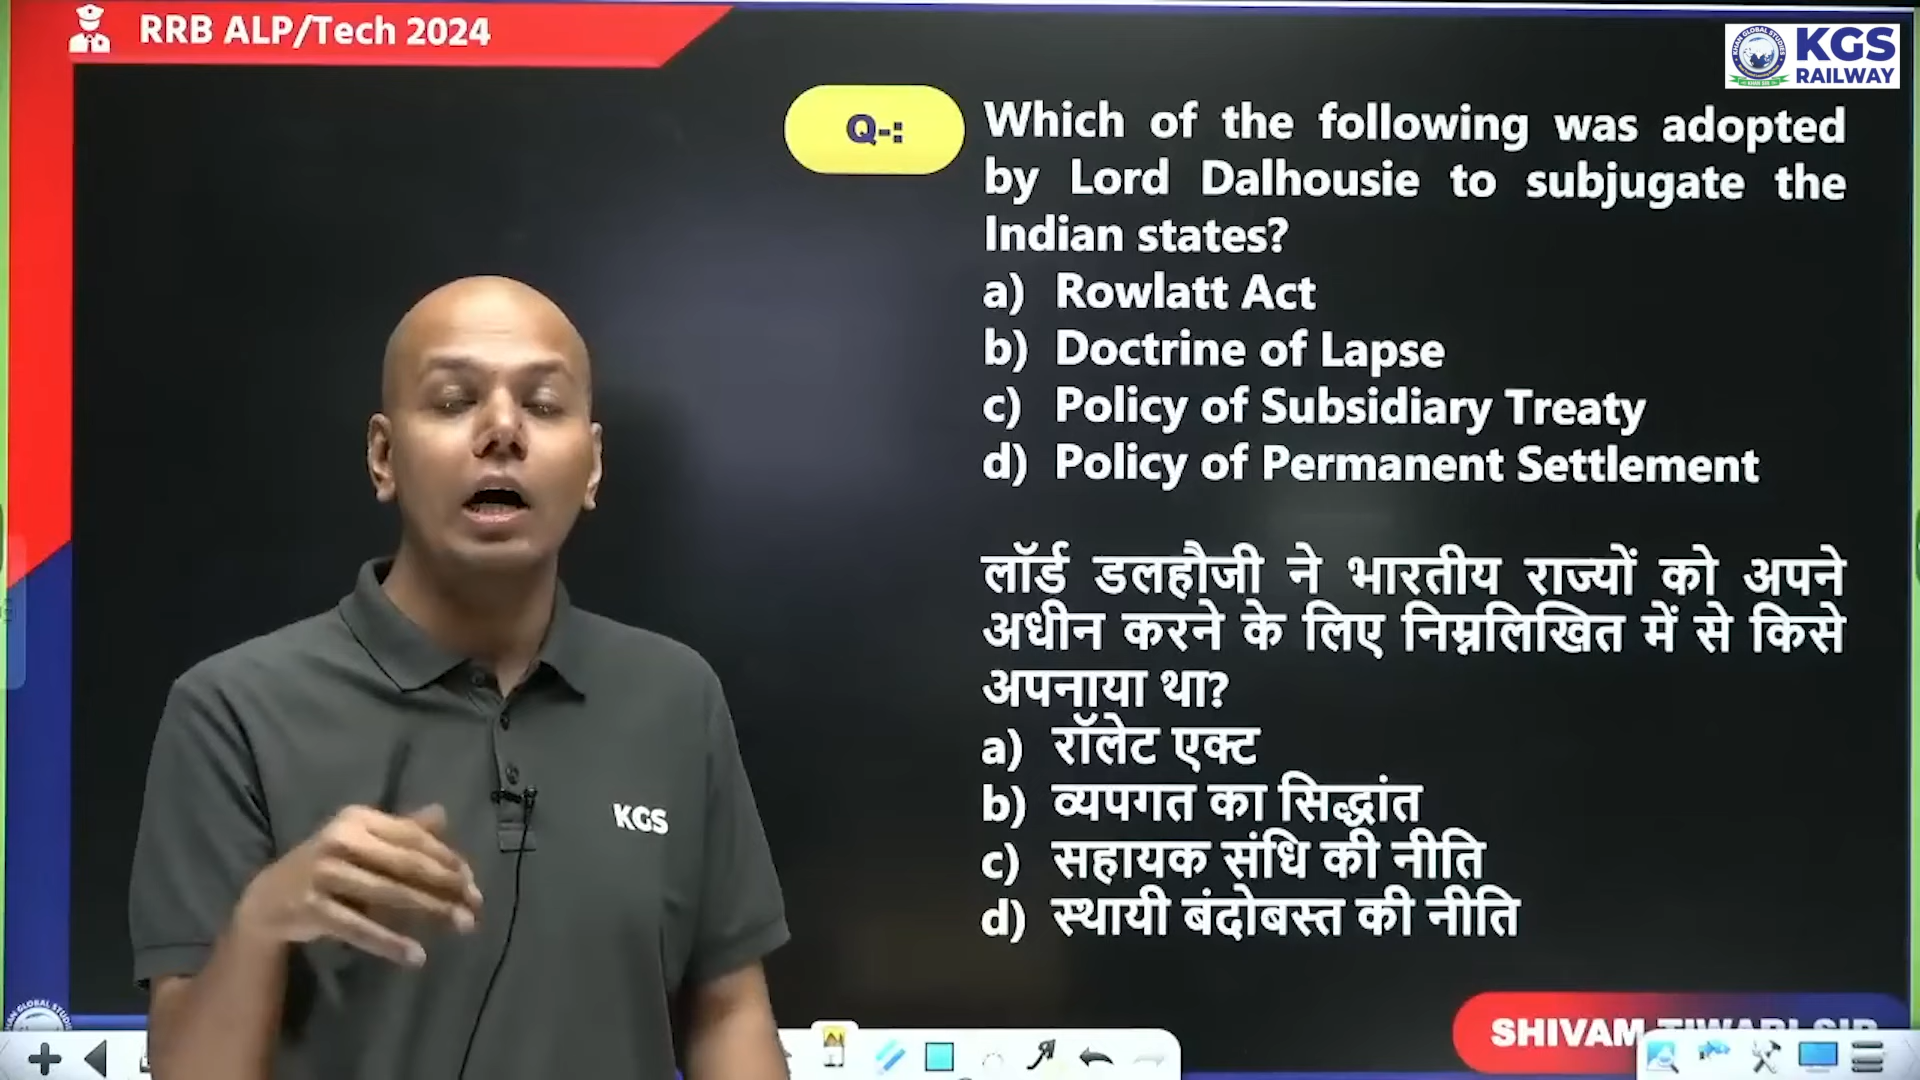 RRB ALP/Tech 2024
KGS
RAILWAY
Q-:
Which of the following was adopted
by Lord Dalhousie to subjugate the
Indian states?
a) Rowlatt Act
b) Doctrine of Lapse
c) Policy of Subsidiary Treaty
d) Policy of Permanent Settlement
लॉर्ड डलहौजी ने भारतीय राज्यों को अपने
अधीन करने के लिए निम्नलिखित में से किसे
अपनाया था?
a) रॉलेट एक्ट
b) व्यपगत का सिद्धांत
c) सहायक संधि की नीति
d) स्थायी बंदोबस्त की नीति
KGS
SHIVAM TIWARI SIR